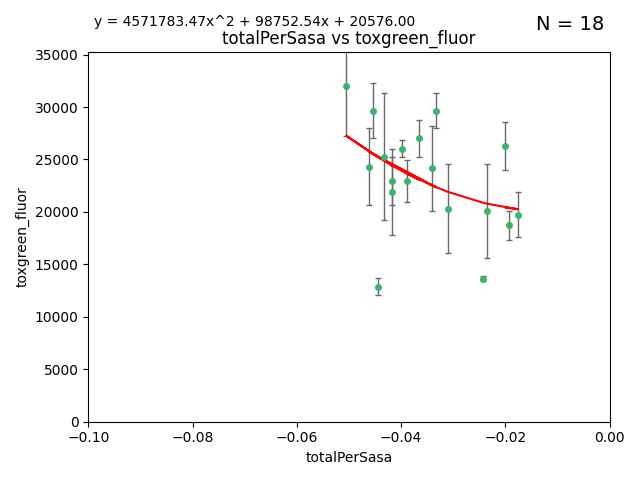 y = 4571783.47x^2 + 98752.54x + 20576.00
N = 18
totalPerSasa vs toxgreen_fluor
35000
30000
25000
20000
15000
10000
5000
0
toxgreen_fluor
−0.10
−0.08
−0.06
−0.04
−0.02
0.00
totalPerSasa